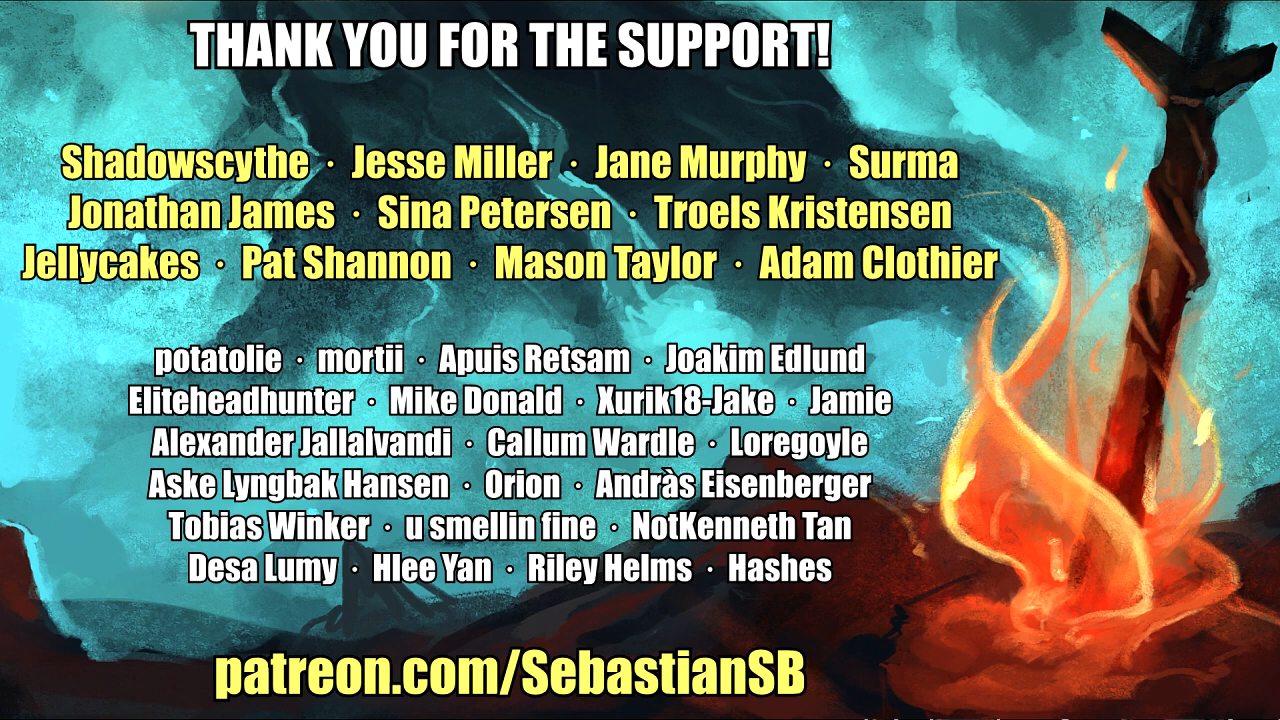 THANK YOU FOR THE SUPPORT!
Shadowscythe · Jesse Miller · Jane Murphy · Surma
Jonathan James · Sina Petersen · Troels Kristensen
Jellycakes · Pat Shannon · Mason Taylor · Adam Clothier
potatolie · mortii · Apuis Retsam · Joakim Edlund
Eliteheadhunter · Mike Donald · Xurik18-Jake · Jamie
Alexander Jallalvandi · Callum Wardle · Loregoyle
Aske Lyngbak Hansen · Orion · Andràs Eisenberger
Tobias Winker · u smellin fine · NotKenneth Tan
Desa Lumy · Hlee Yan · Riley Helms · Hashes
patreon.com/SebastianSB